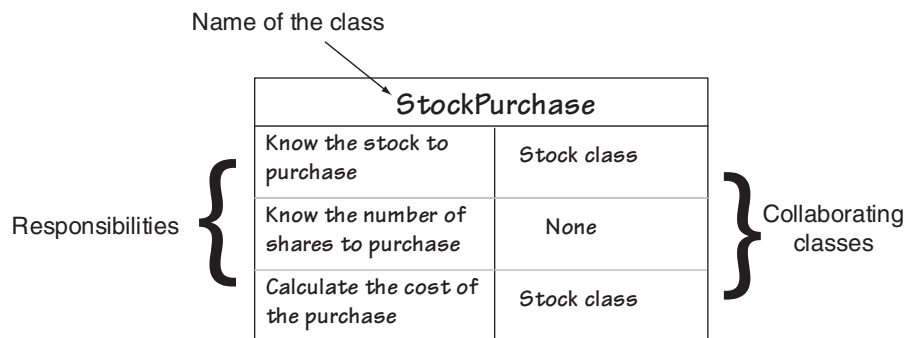 Name of the class
StockPurchase
Know the stock to
purchase
Stock class
Responsibilities
Know the number of
shares to purchase
None
Collaborating
classes
Calculate the cost of
the purchase
Stock class